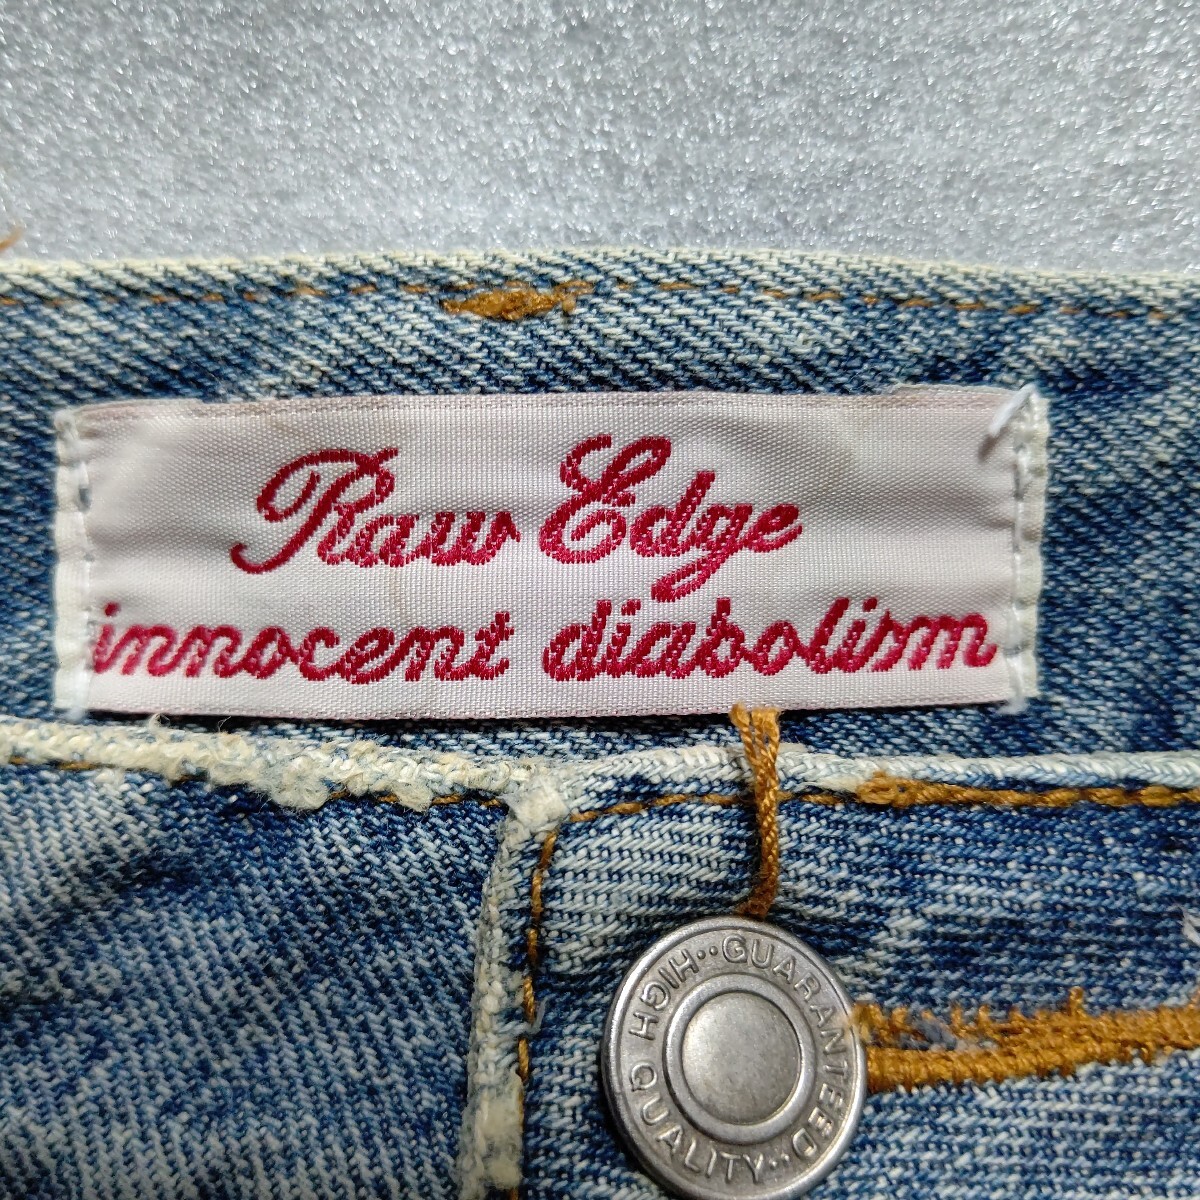 Raw Edge
innocent diabolism
HIGH QUALITY·· GUARANTEED··